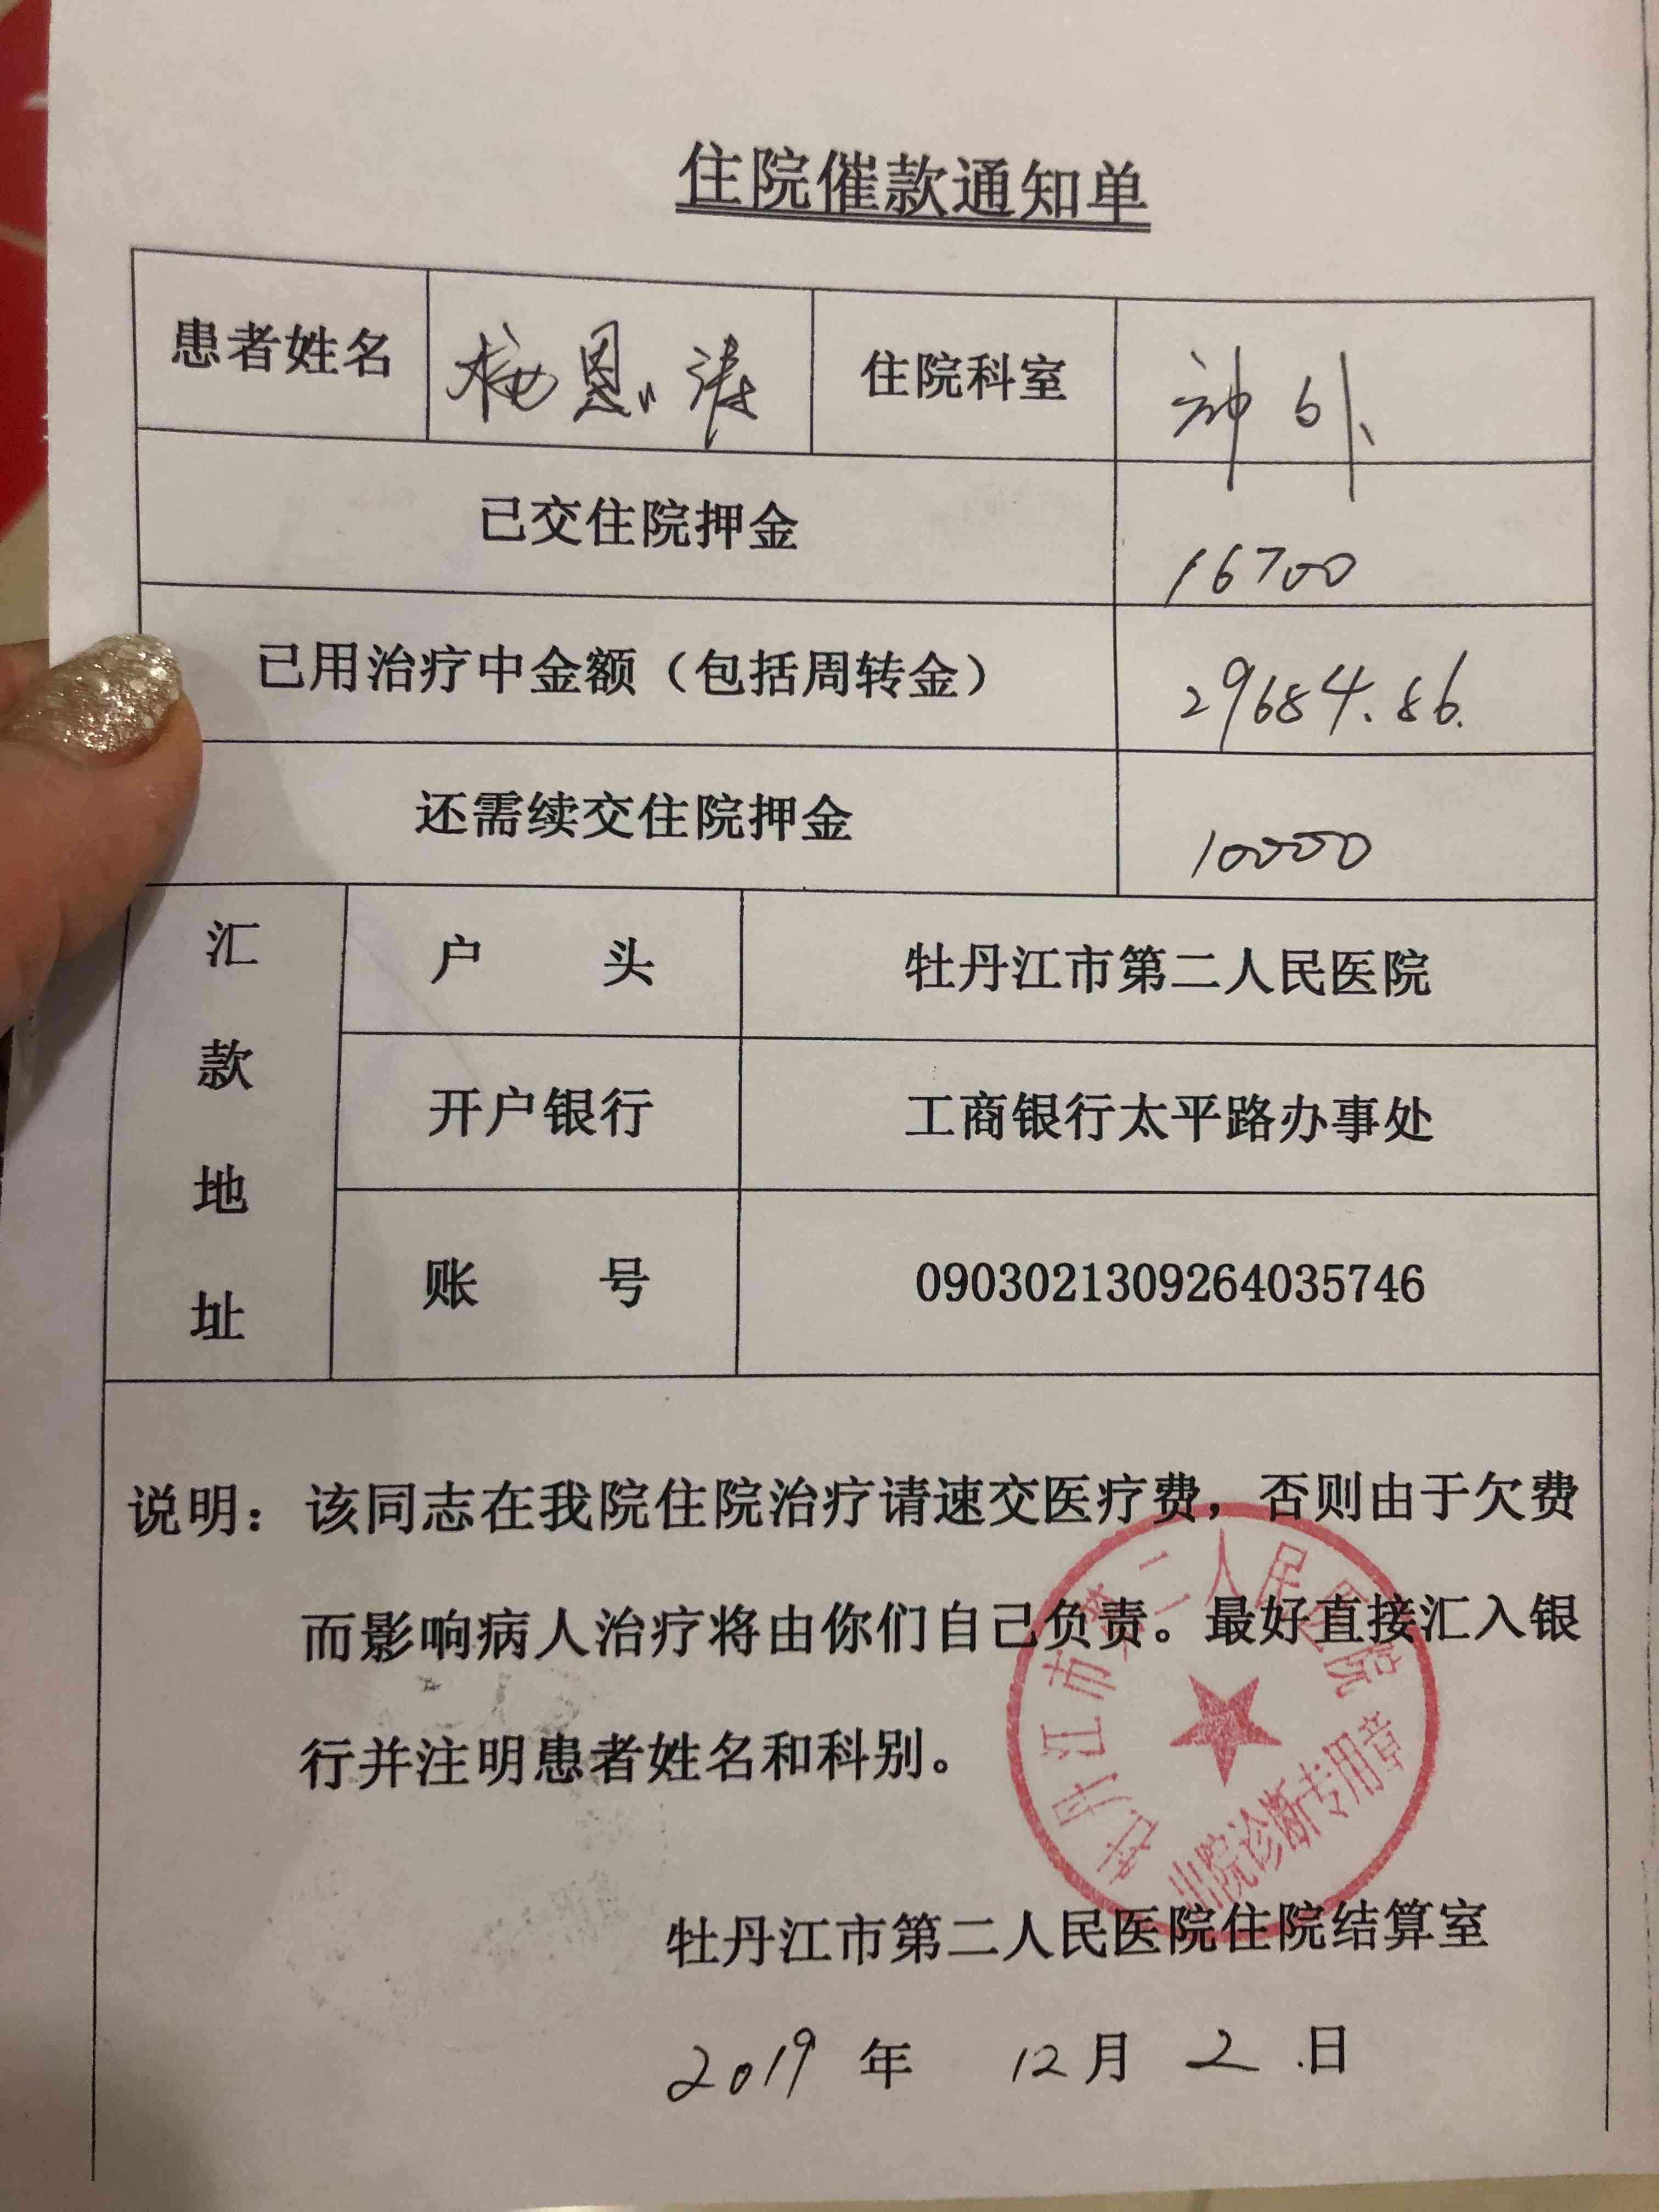 住院催款通知单
患者姓名 恩涛 住院科室 神外
已交住院押金 16700
已用治疗中金额（包括周转金） 29684.86.
还需续交住院押金 10000
汇款地址
户头 牡丹江市第二人民医院
开户银行 工商银行太平路办事处
账号 0903021309264035746
说明：该同志在我院住院治疗请速交医疗费，否则由于欠费
而影响病人治疗将由你们自己负责。最好直接汇入银
行并注明患者姓名和科别。
牡丹江市第二人民医院
出院诊断专用章
牡丹江市第二人民医院住院结算室
2019年 12月 2日